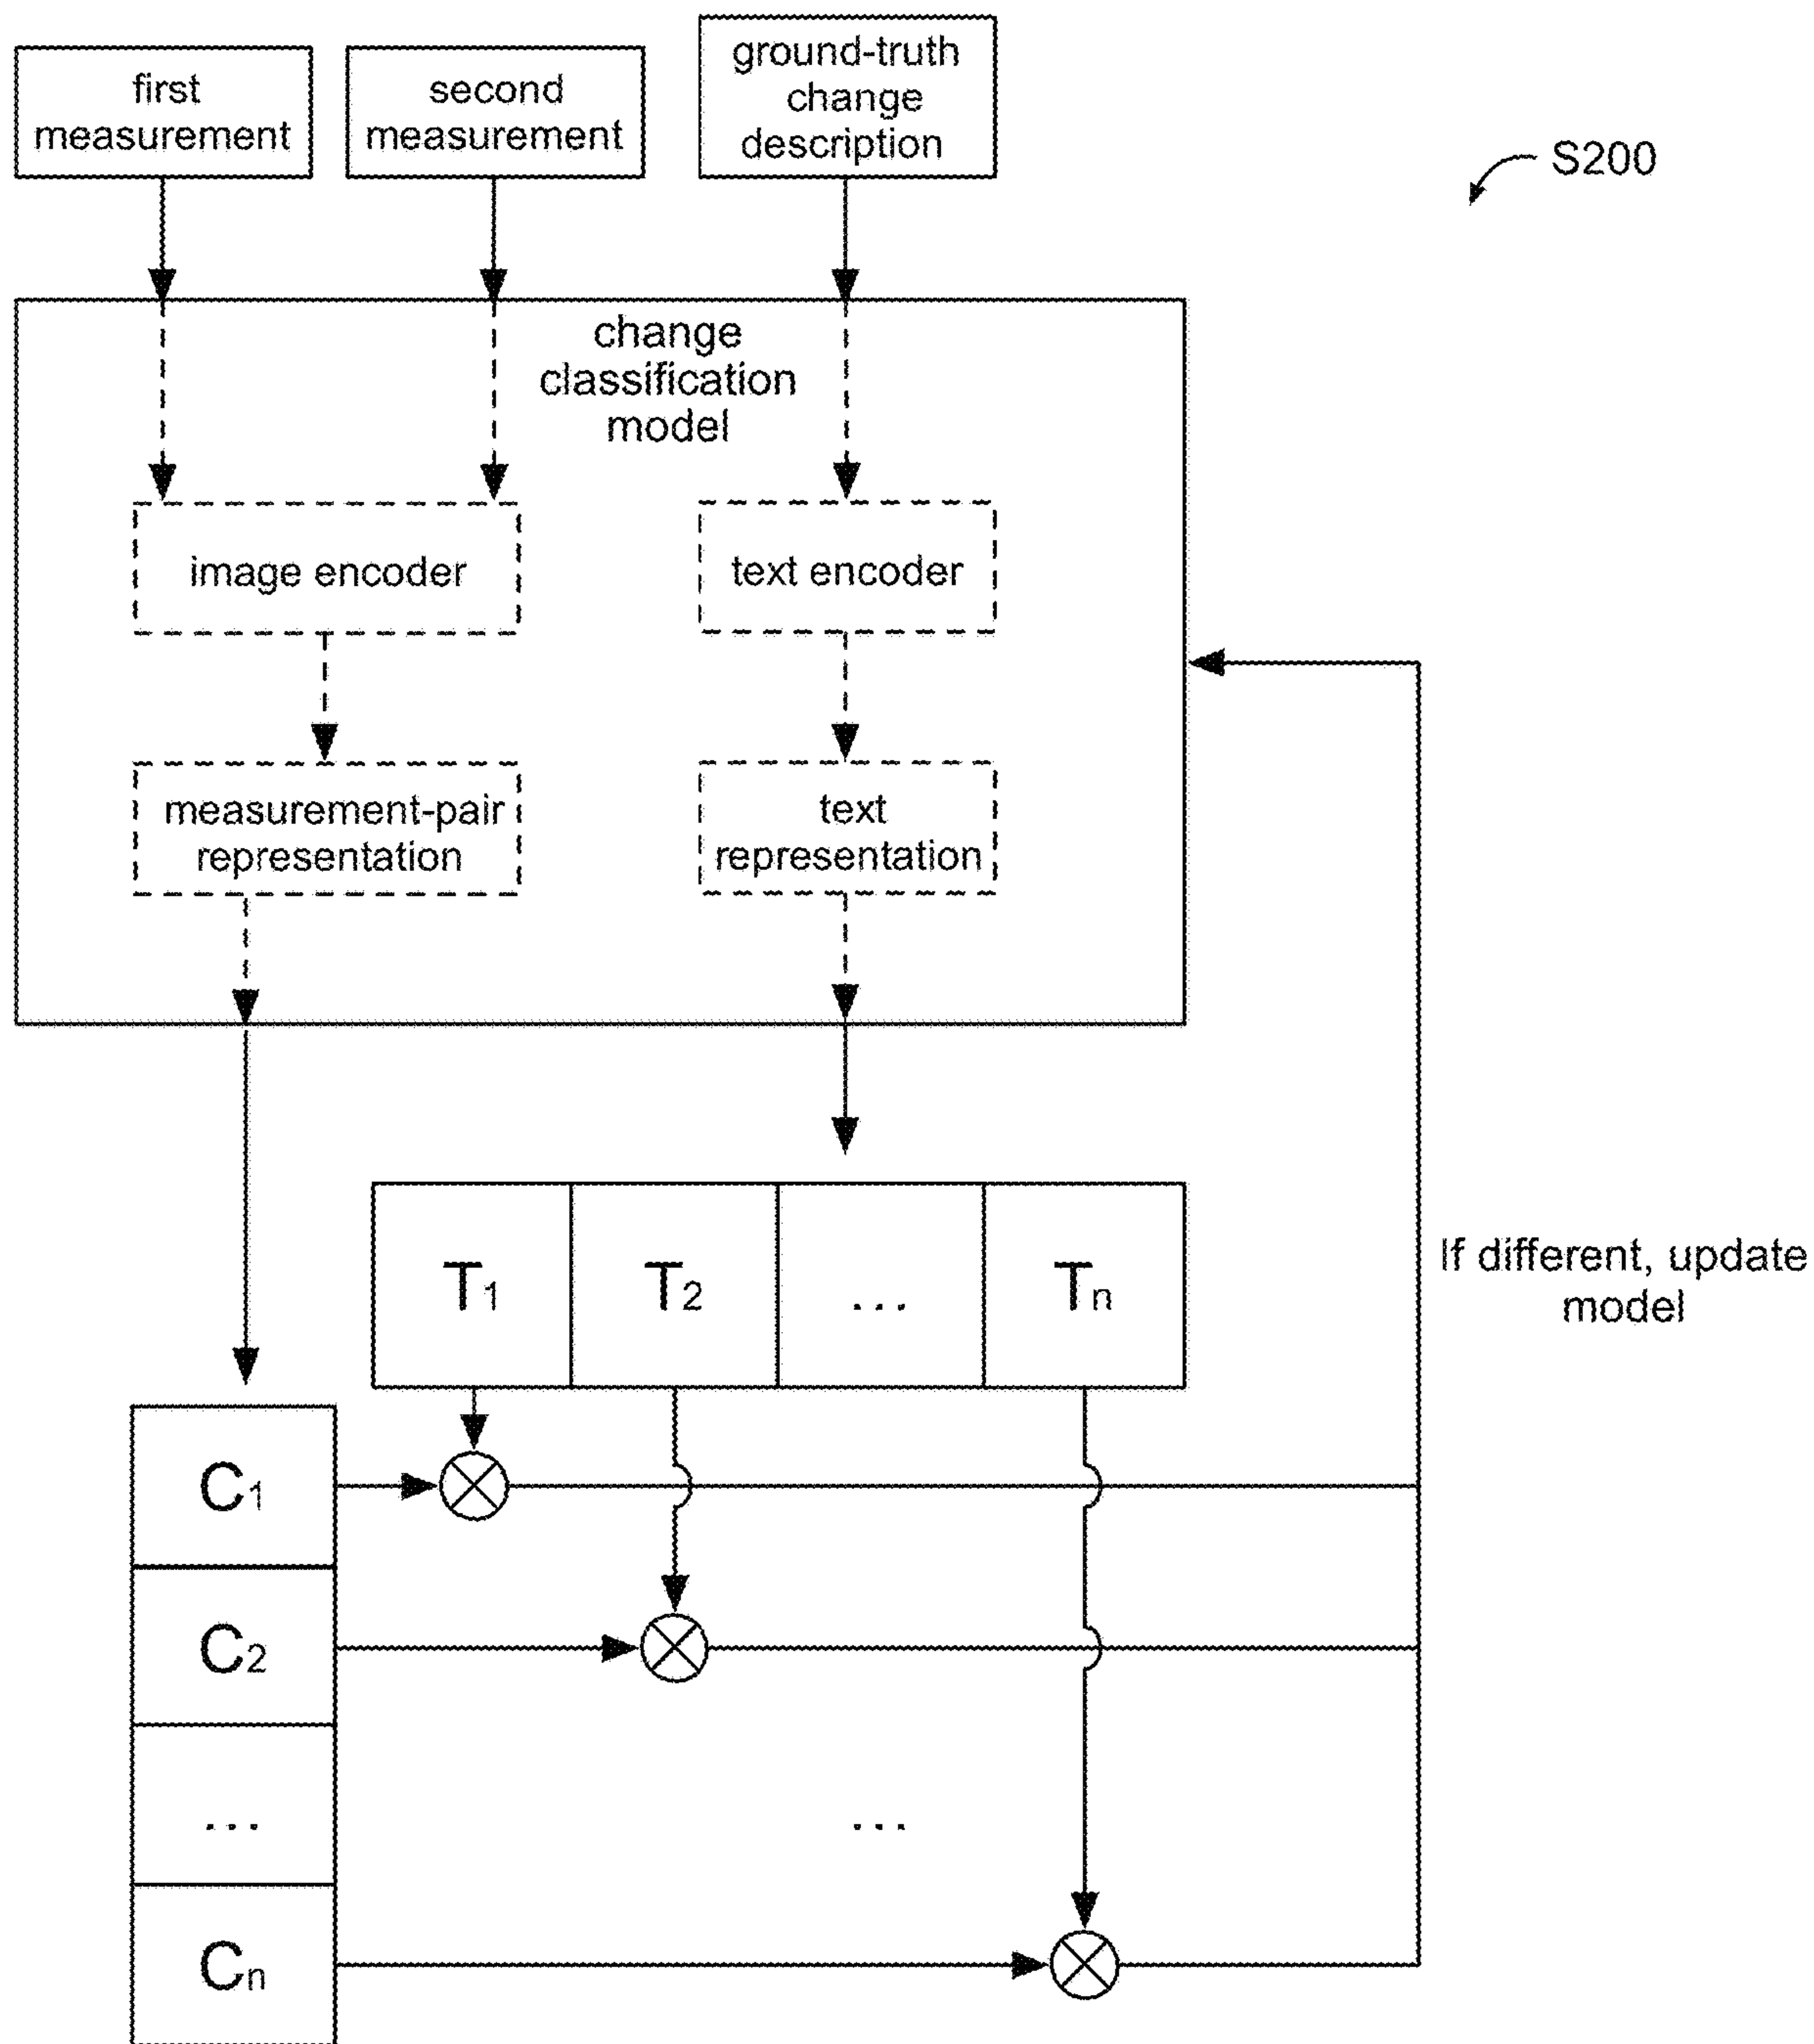 first
measurement
second
measurement
ground-truth
change
description
S200
change
classification
model
image encoder
text encoder
measurement-pair
representation
text
representation
T1
T2
...
Tn
If different, update
model
C1
C2
...
...
Cn